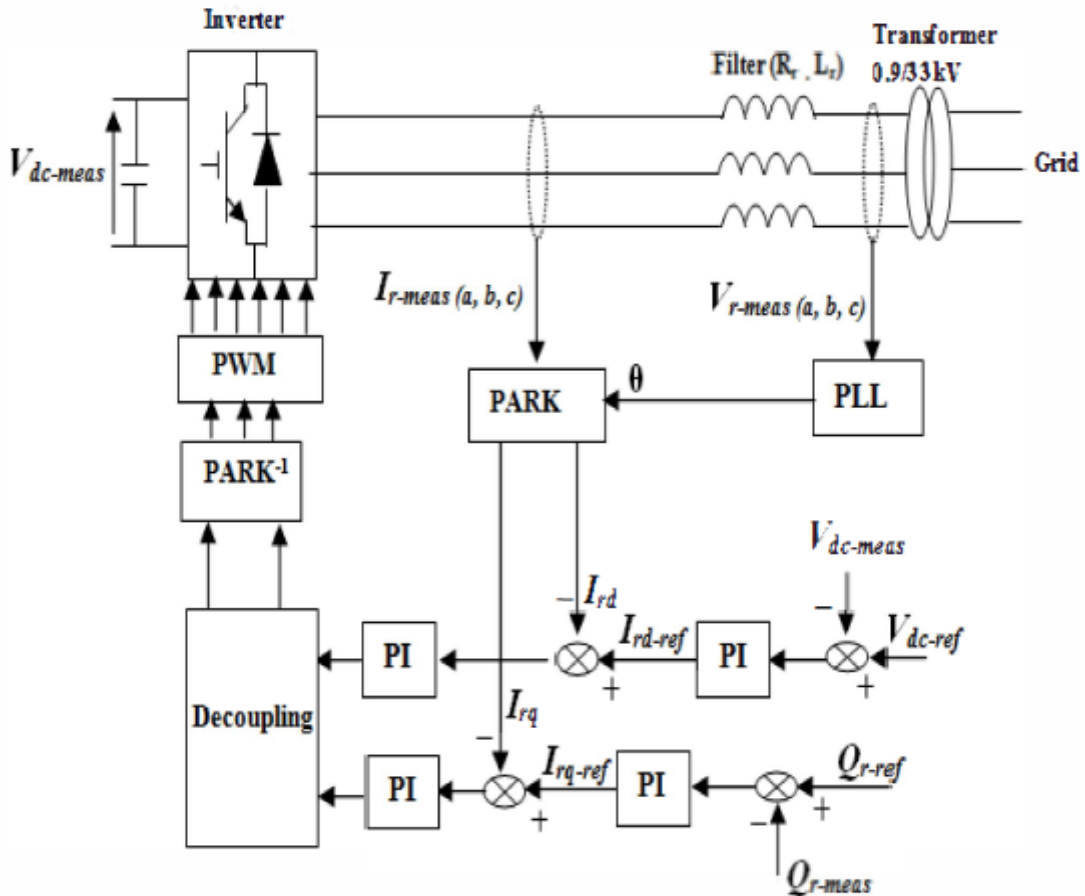 Inverter
Transformer
0.9/33 kV
Filter (Rr , Lr)
Vdc-meas
Grid
Ir-meas (a, b, c)
Vr-meas (a, b, c)
PWM
θ
PARK
PLL
PARK-1
Vdc-meas
−
− Ird
Ird-ref
Vdc-ref
PI
PI
+
+
Decoupling
Irq
−
Irq-ref
Qr-ref
PI
PI
+
−
+
Qr-meas